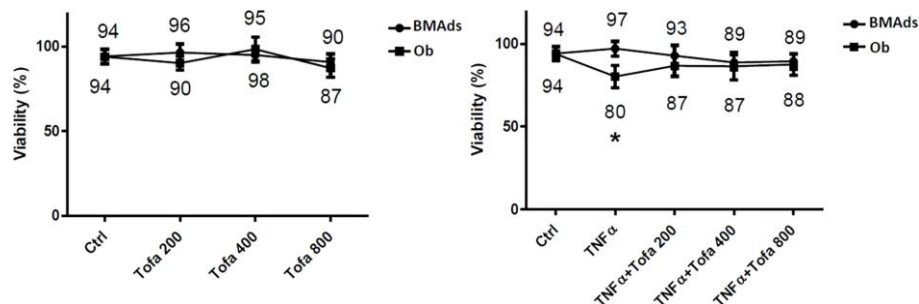 94 96 95 90
BMAds
Ob
100
50
0
Viability (%)
94 90 98 87
Ctrl
Tofa 200
Tofa 400
Tofa 800
94 97 93 89 89
BMAds
Ob
100
50
0
Viability (%)
94 80 87 87 88
*
Ctrl
TNFα
TNFα+Tofa 200
TNFα+Tofa 400
TNFα+Tofa 800